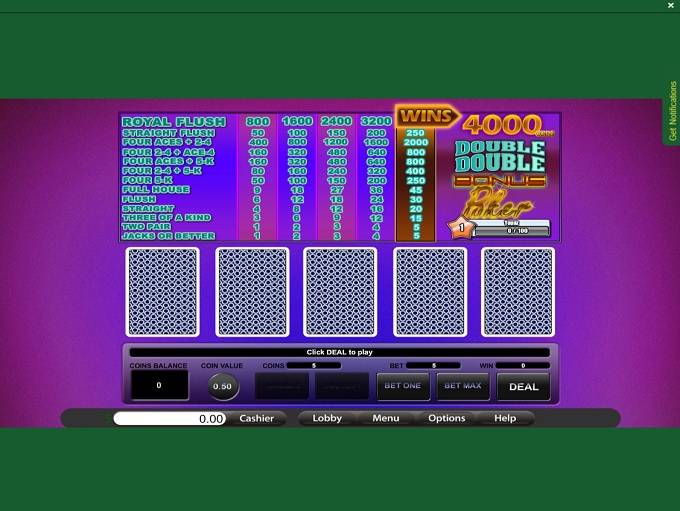 ×
Get Notifications
WINS
ROYAL FLUSH 800 1600 2400 3200 4000
STRAIGHT FLUSH 50 100 150 200 250
FOUR ACES + 2-4 400 800 1200 1600 2000
FOUR 2-4 + ACE-4 160 320 480 640 800
FOUR ACES + 5-K 160 320 480 640 800
FOUR 2-4 + 5-K 80 160 240 320 400
FOUR 5-K 50 100 150 200 250
FULL HOUSE 9 18 27 36 45
FLUSH 6 12 18 24 30
STRAIGHT 4 8 12 16 20
THREE OF A KIND 3 6 9 12 15
TWO PAIR 1 2 3 4 5
JACKS OR BETTER 1 2 3 4 5
DOUBLE
DOUBLE
BONUS
Poker
1
0 / 100
Click DEAL to play
COINS BALANCE COIN VALUE COINS 5 BET 5 WIN 0
0 0.50 BET ONE BET MAX DEAL
0.00 Cashier Lobby Menu Options Help